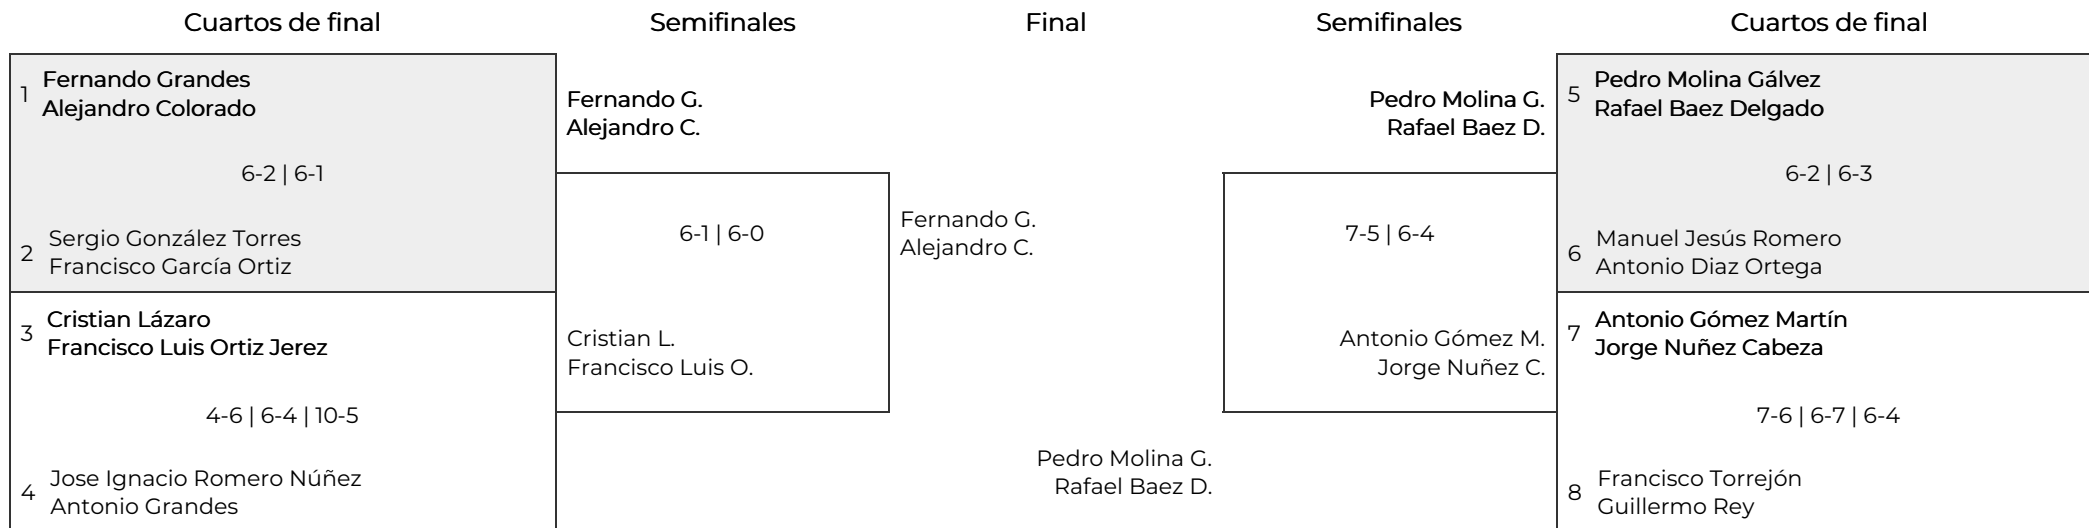 Cuartos de final
Semifinales
Final
Semifinales
Cuartos de final
1
Fernando Grandes
Alejandro Colorado
6-2 | 6-1
2
Sergio González Torres
Francisco García Ortiz
3
Cristian Lázaro
Francisco Luis Ortiz Jerez
4-6 | 6-4 | 10-5
4
Jose Ignacio Romero Núñez
Antonio Grandes
Fernando G.
Alejandro C.
6-1 | 6-0
Cristian L.
Francisco Luis O.
Fernando G.
Alejandro C.
Pedro Molina G.
Rafael Baez D.
Pedro Molina G.
Rafael Baez D.
7-5 | 6-4
Antonio Gómez M.
Jorge Nuñez C.
5
Pedro Molina Gálvez
Rafael Baez Delgado
6-2 | 6-3
6
Manuel Jesús Romero
Antonio Diaz Ortega
7
Antonio Gómez Martín
Jorge Nuñez Cabeza
7-6 | 6-7 | 6-4
8
Francisco Torrejón
Guillermo Rey